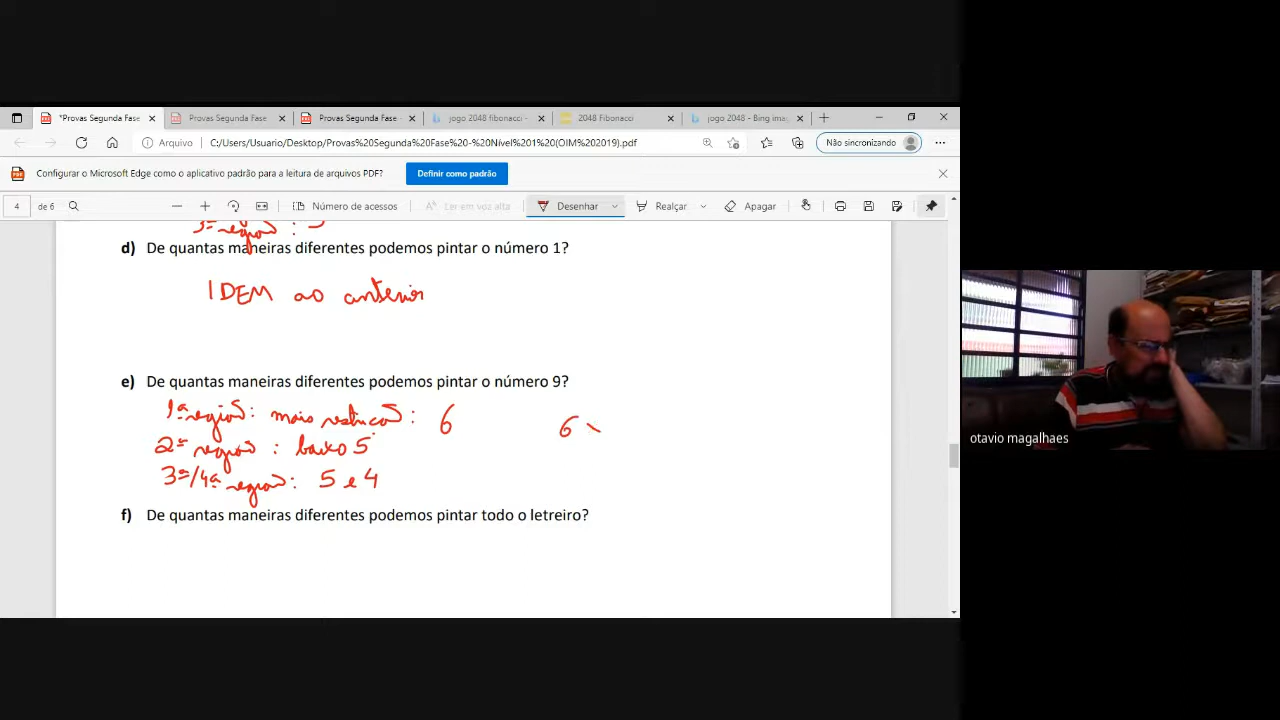 *Provas Segunda Fase
Provas Segunda Fase
Provas Segunda Fase -
jogo 2048 fibonacci -
2048 Fibonacci
jogo 2048 - Bing ima
Arquivo
C:/Users/Usuario/Desktop/Provas%20Segunda%20Fase%20-%20Nível%201%20(OIM%202019).pdf
Não sincronizando
Configurar o Microsoft Edge como o aplicativo padrão para a leitura de arquivos PDF?
Definir como padrão
4
de 6
Número de acessos
Ler em voz alta
Desenhar
Realçar
Apagar
3ª região :
d) De quantas maneiras diferentes podemos pintar o número 1?
IDEM ao anterior
e) De quantas maneiras diferentes podemos pintar o número 9?
1ª região: mais : 6
6
2ª região : baixo 5
3ª/4ª região: 5 e 4
f) De quantas maneiras diferentes podemos pintar todo o letreiro?
otavio magalhaes